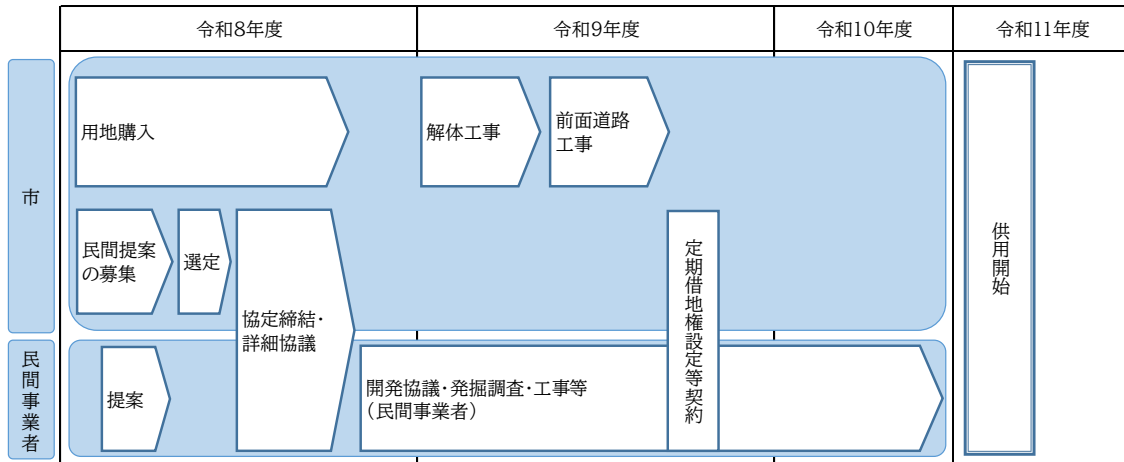 令和8年度
令和9年度
令和10年度
令和11年度
市
用地購入
解体工事
前面道路
工事
民間提案
の募集
選定
協定締結・
詳細協議
定期借地権設定等契約
供用開始
民間事業者
提案
開発協議・発掘調査・工事等
（民間事業者）